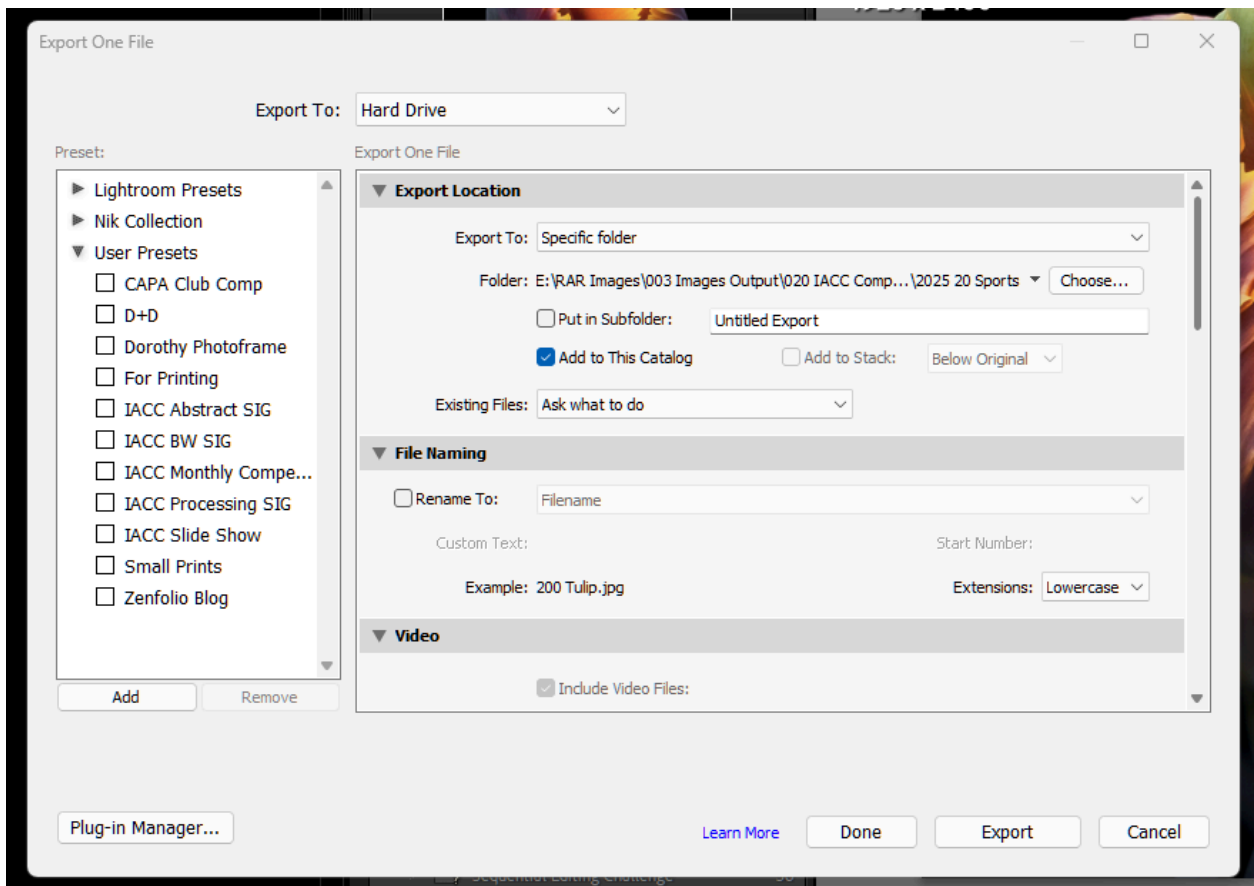 Export One File
Export To: Hard Drive
Preset:
Lightroom Presets
Nik Collection
User Presets
CAPA Club Comp
D+D
Dorothy Photoframe
For Printing
IACC Abstract SIG
IACC BW SIG
IACC Monthly Compe...
IACC Processing SIG
IACC Slide Show
Small Prints
Zenfolio Blog
Add Remove
Export One File
Export Location
Export To: Specific folder
Folder: E:\RAR Images\003 Images Output\020 IACC Comp...\2025 20 Sports Choose...
Put in Subfolder: Untitled Export
Add to This Catalog Add to Stack: Below Original
Existing Files: Ask what to do
File Naming
Rename To: Filename
Custom Text: Start Number:
Example: 200 Tulip.jpg Extensions: Lowercase
Video
Include Video Files:
Plug-in Manager... Learn More Done Export Cancel
Sequential Editing Challenge